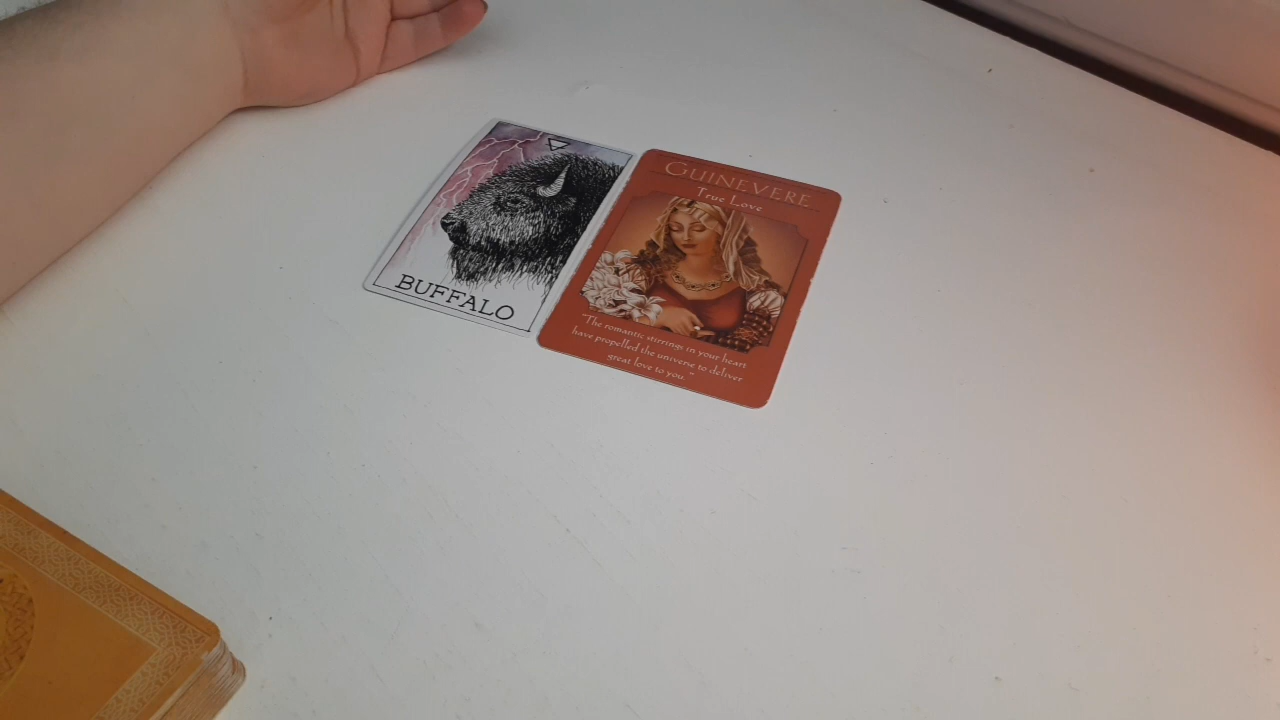 BUFFALO
GUINEVERE
True Love
"The romantic stirrings in your heart
have propelled the universe to deliver
great love to you."